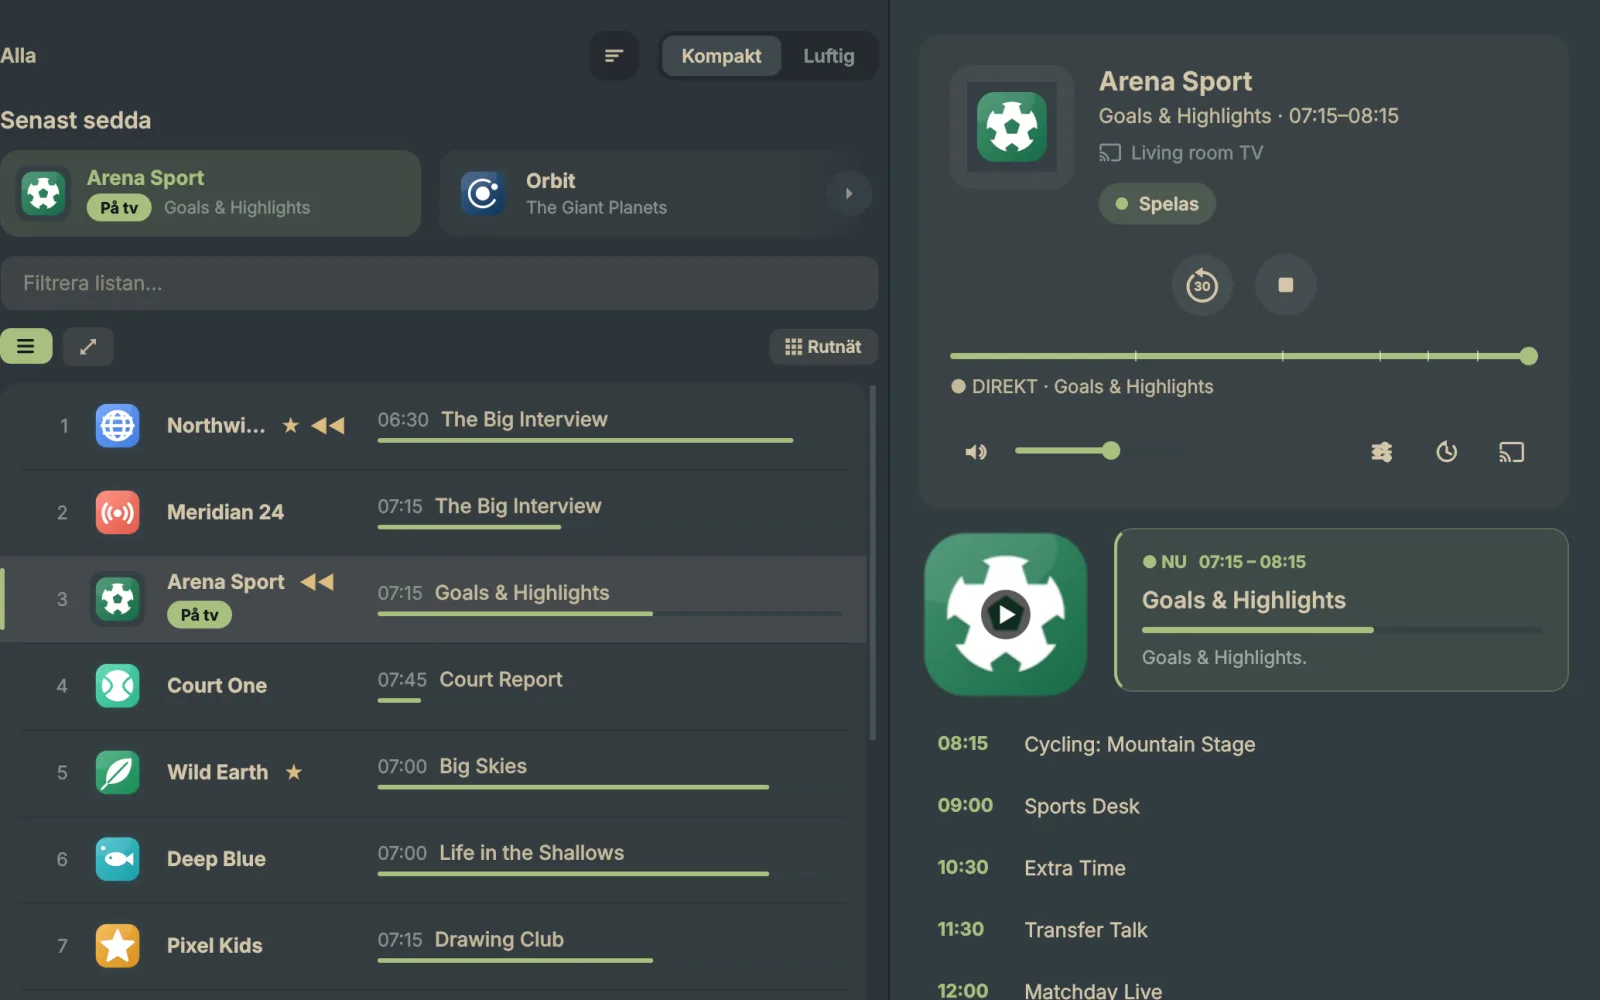 Alla
Kompakt
Luftig
Senast sedda
Arena Sport
På tv
Goals & Highlights
Orbit
The Giant Planets
Filtrera listan...
Rutnät
1
Northwi...
06:30 The Big Interview
2
Meridian 24
07:15 The Big Interview
3
Arena Sport
På tv
07:15 Goals & Highlights
4
Court One
07:45 Court Report
5
Wild Earth
07:00 Big Skies
6
Deep Blue
07:00 Life in the Shallows
7
Pixel Kids
07:15 Drawing Club
Arena Sport
Goals & Highlights · 07:15–08:15
Living room TV
Spelas
30
DIREKT · Goals & Highlights
NU 07:15 – 08:15
Goals & Highlights
Goals & Highlights.
08:15 Cycling: Mountain Stage
09:00 Sports Desk
10:30 Extra Time
11:30 Transfer Talk
12:00 Matchday Live